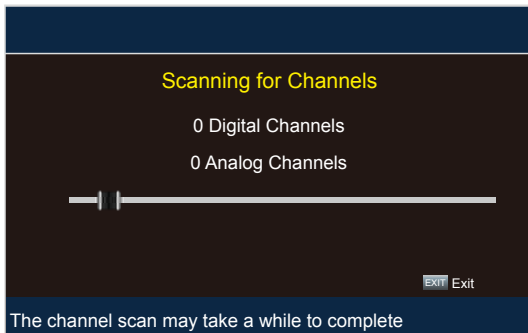 Scanning for Channels
0 Digital Channels
0 Analog Channels
EXIT Exit
The channel scan may take a while to complete